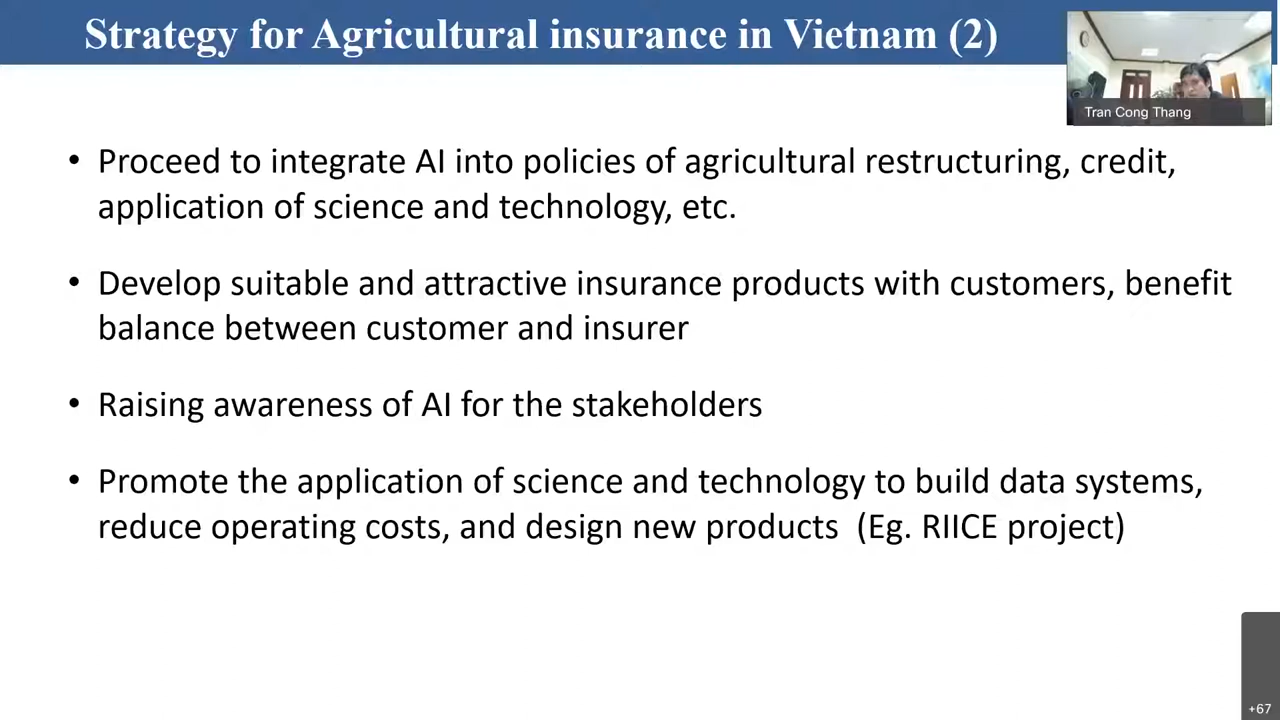 Strategy for Agricultural insurance in Vietnam (2)
Tran Cong Thang
• Proceed to integrate AI into policies of agricultural restructuring, credit,
application of science and technology, etc.
• Develop suitable and attractive insurance products with customers, benefit
balance between customer and insurer
• Raising awareness of AI for the stakeholders
• Promote the application of science and technology to build data systems,
reduce operating costs, and design new products  (Eg. RIICE project)
+67